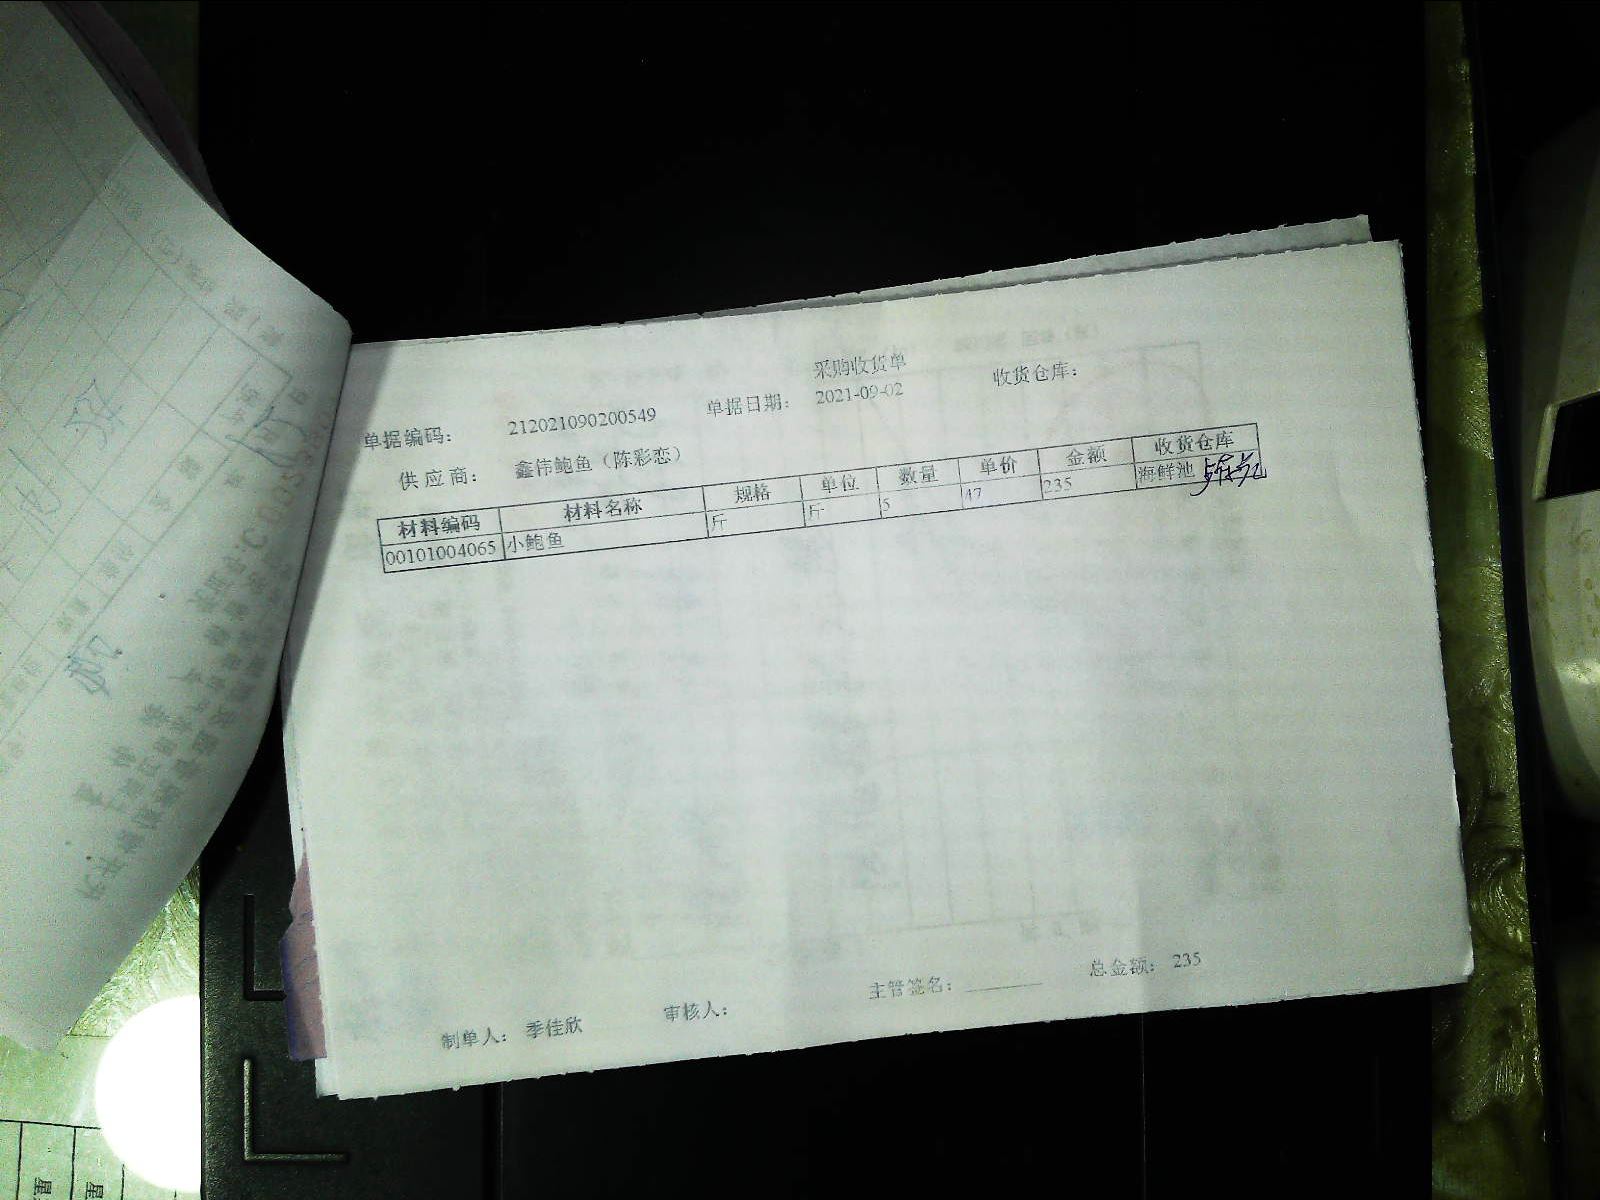 采购收货单
单据编码： 212021090200549 单据日期： 2021-09-02 收货仓库：
供应商： 鑫伟鲍鱼（陈彩恋）
材料编码 材料名称 规格 单位 数量 单价 金额 收货仓库
00101004065 小鲍鱼 斤 斤 5 47 235 海鲜池
制单人： 季佳欣 审核人： 主管签名： 总金额： 235